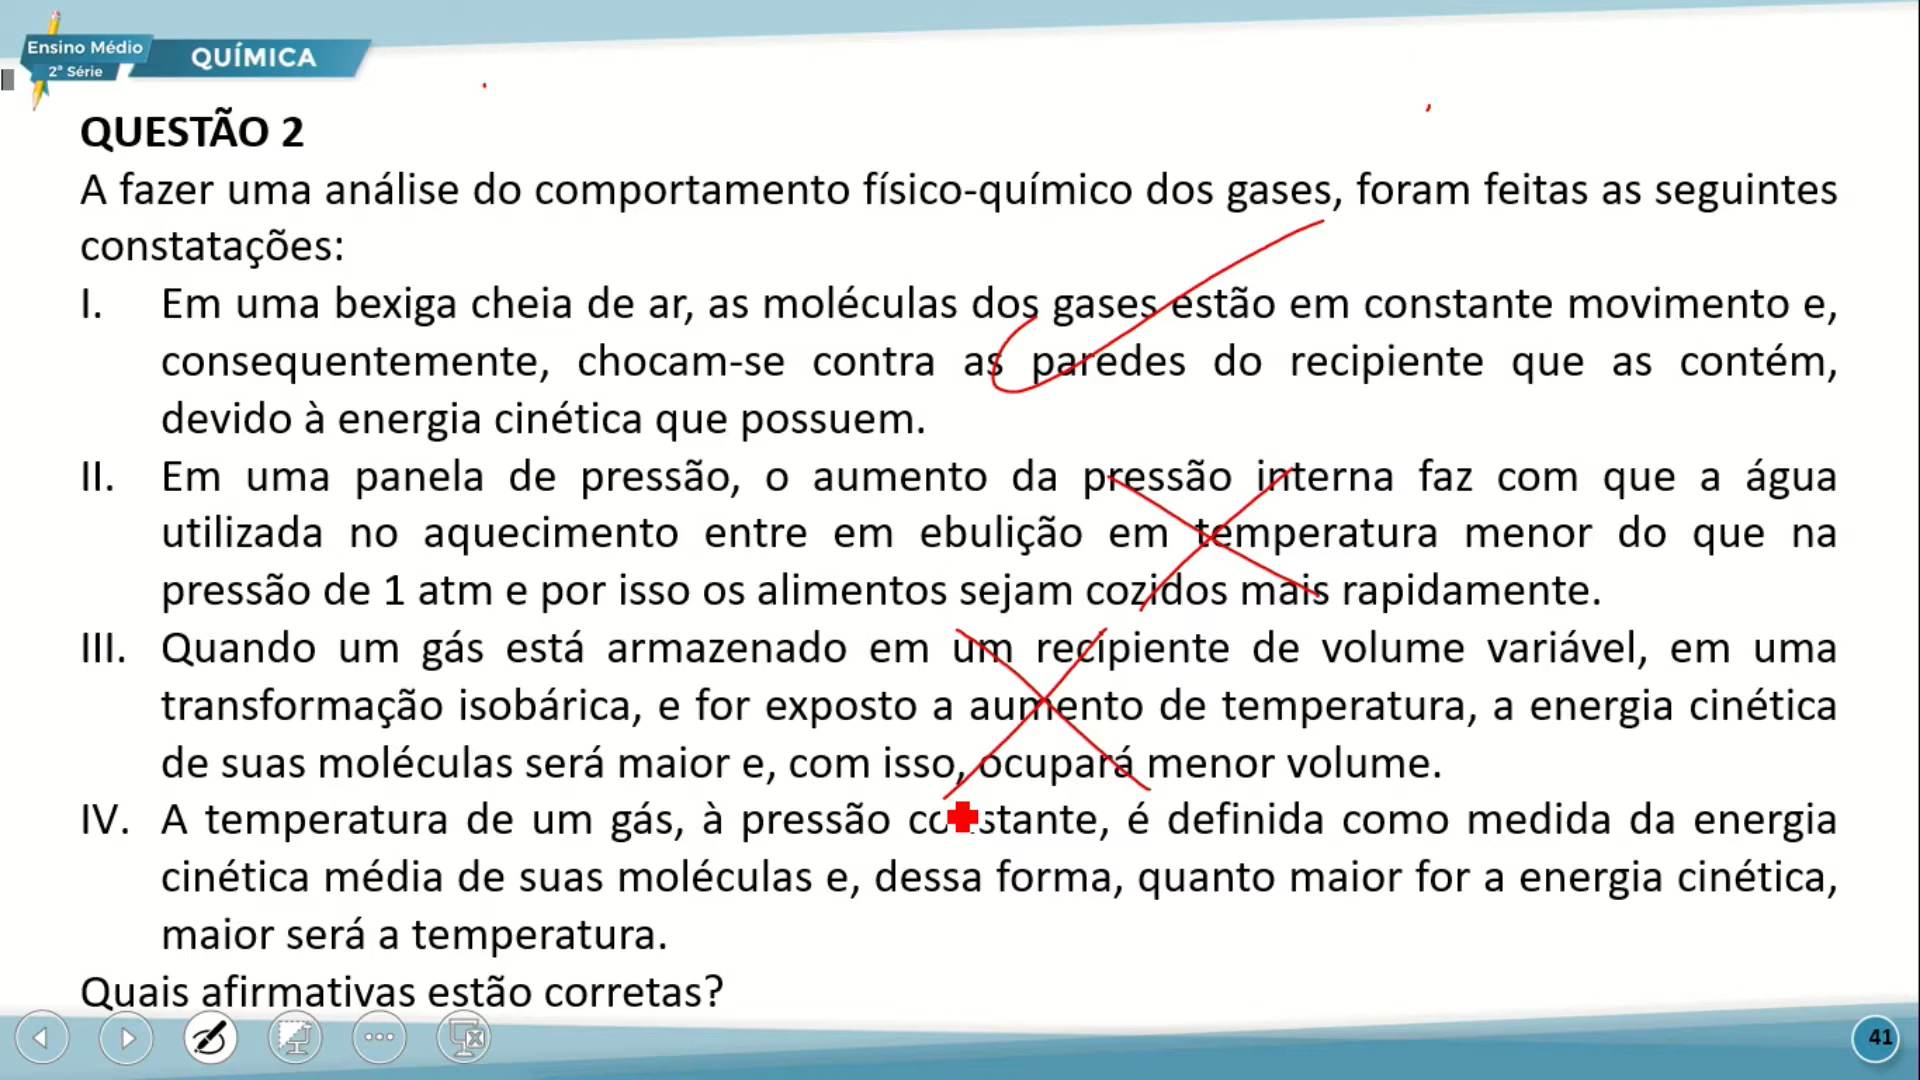 Ensino Médio
2ª Série
QUÍMICA
QUESTÃO 2
A fazer uma análise do comportamento físico-químico dos gases, foram feitas as seguintes
constatações:
I. Em uma bexiga cheia de ar, as moléculas dos gases estão em constante movimento e,
consequentemente, chocam-se contra as paredes do recipiente que as contém,
devido à energia cinética que possuem.
II. Em uma panela de pressão, o aumento da pressão interna faz com que a água
utilizada no aquecimento entre em ebulição em temperatura menor do que na
pressão de 1 atm e por isso os alimentos sejam cozidos mais rapidamente.
III. Quando um gás está armazenado em um recipiente de volume variável, em uma
transformação isobárica, e for exposto a aumento de temperatura, a energia cinética
de suas moléculas será maior e, com isso, ocupará menor volume.
IV. A temperatura de um gás, à pressão constante, é definida como medida da energia
cinética média de suas moléculas e, dessa forma, quanto maior for a energia cinética,
maior será a temperatura.
Quais afirmativas estão corretas?
41